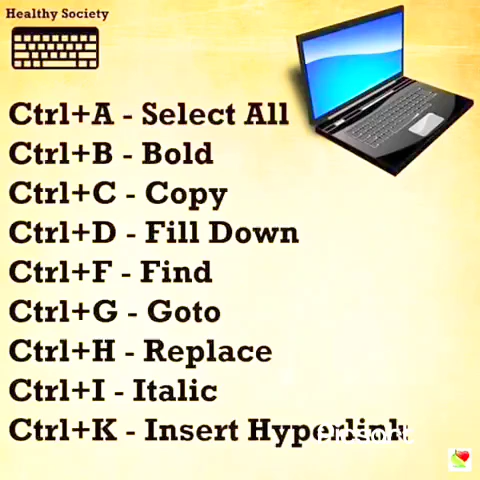 Healthy Society
Ctrl+A - Select All
Ctrl+B - Bold
Ctrl+C - Copy
Ctrl+D - Fill Down
Ctrl+F - Find
Ctrl+G - Goto
Ctrl+H - Replace
Ctrl+I - Italic
Ctrl+K - Insert Hyperlink